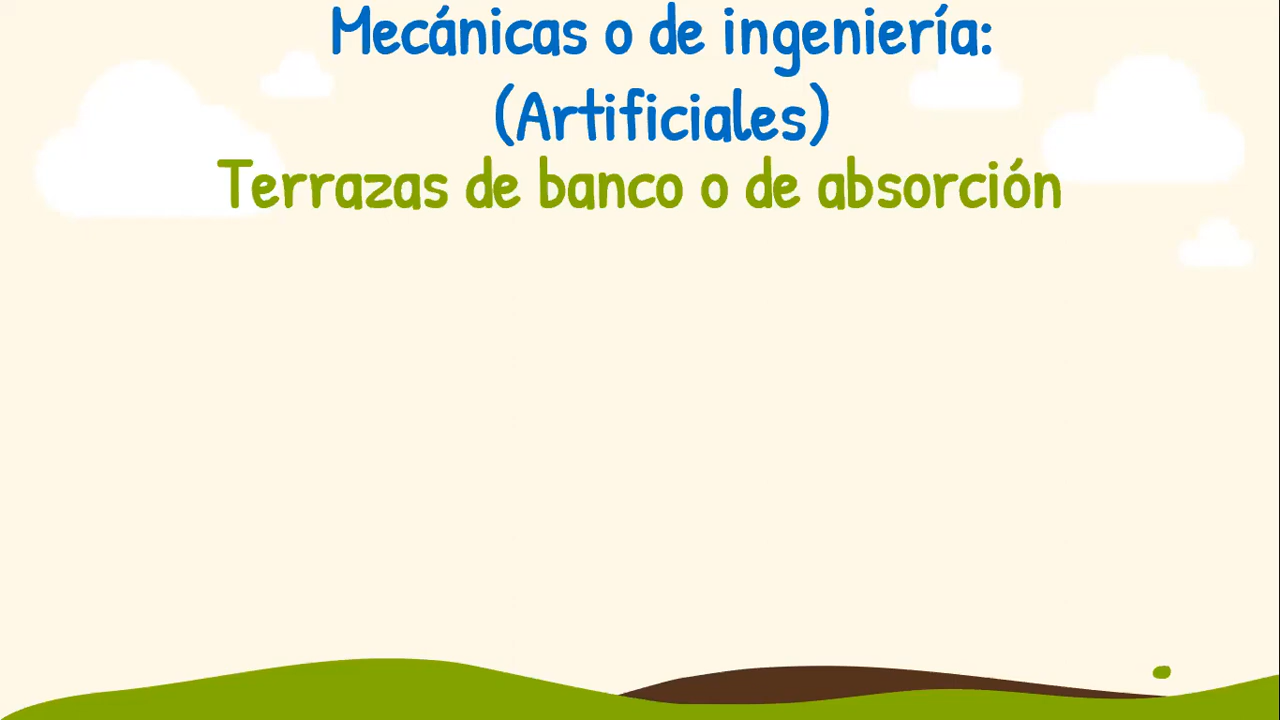 Mecánicas o de ingeniería:
(Artificiales)
Terrazas de banco o de absorción